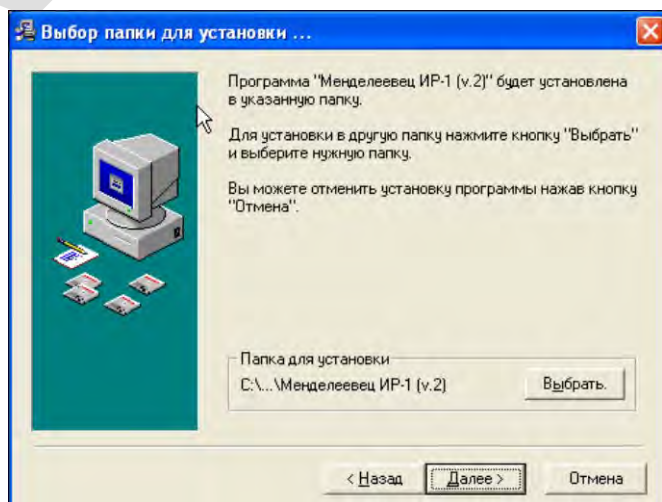 Выбор папки для установки ...
Программа "Менделеевец ИР-1 (v.2)" будет установлена
в указанную папку.
Для установки в другую папку нажмите кнопку "Выбрать"
и выберите нужную папку.
Вы можете отменить установку программы нажав кнопку
"Отмена".
Папка для установки
C:\...\Менделеевец ИР-1 (v.2)
Выбрать.
< Назад
Далее >
Отмена